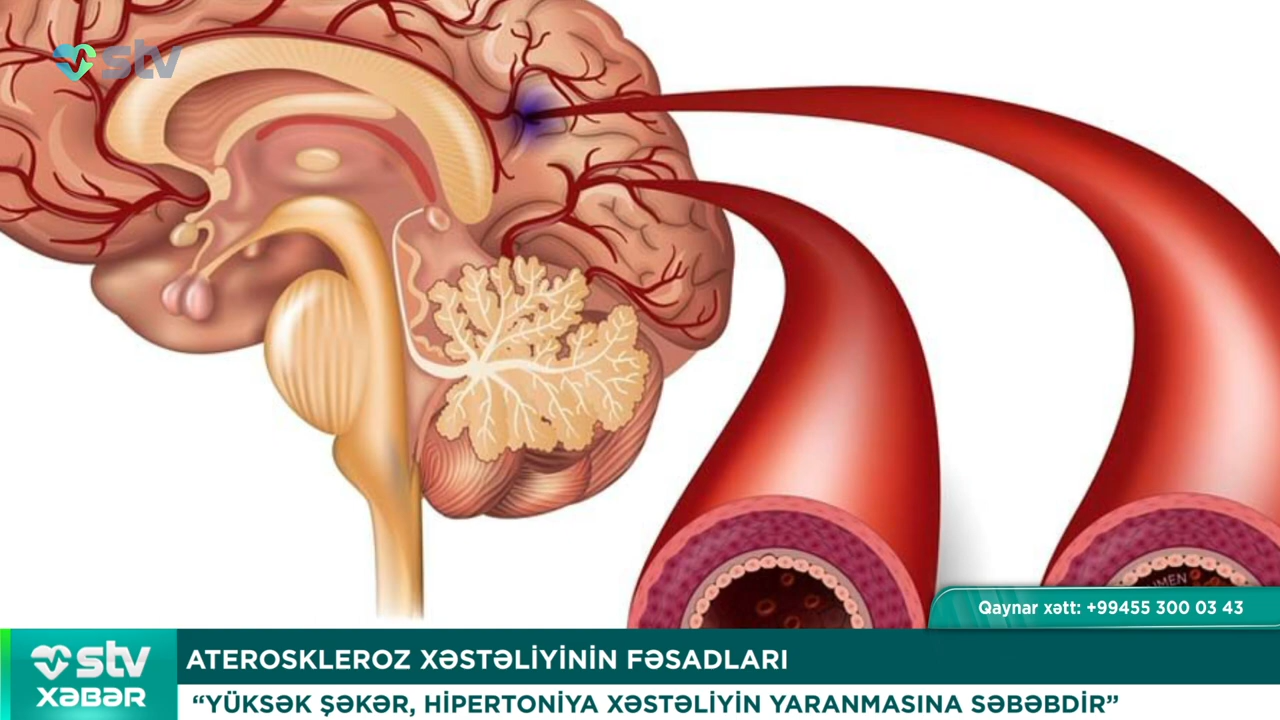 stv
LUMEN
Qaynar xətt: +99455 300 03 43
stv
XƏBƏR
ATEROSKLEROZ XƏSTƏLİYİNİN FƏSADLARI
“YÜKSƏK ŞƏKƏR, HİPERTONİYA XƏSTƏLİYİN YARANMASINA SƏBƏBDİR”